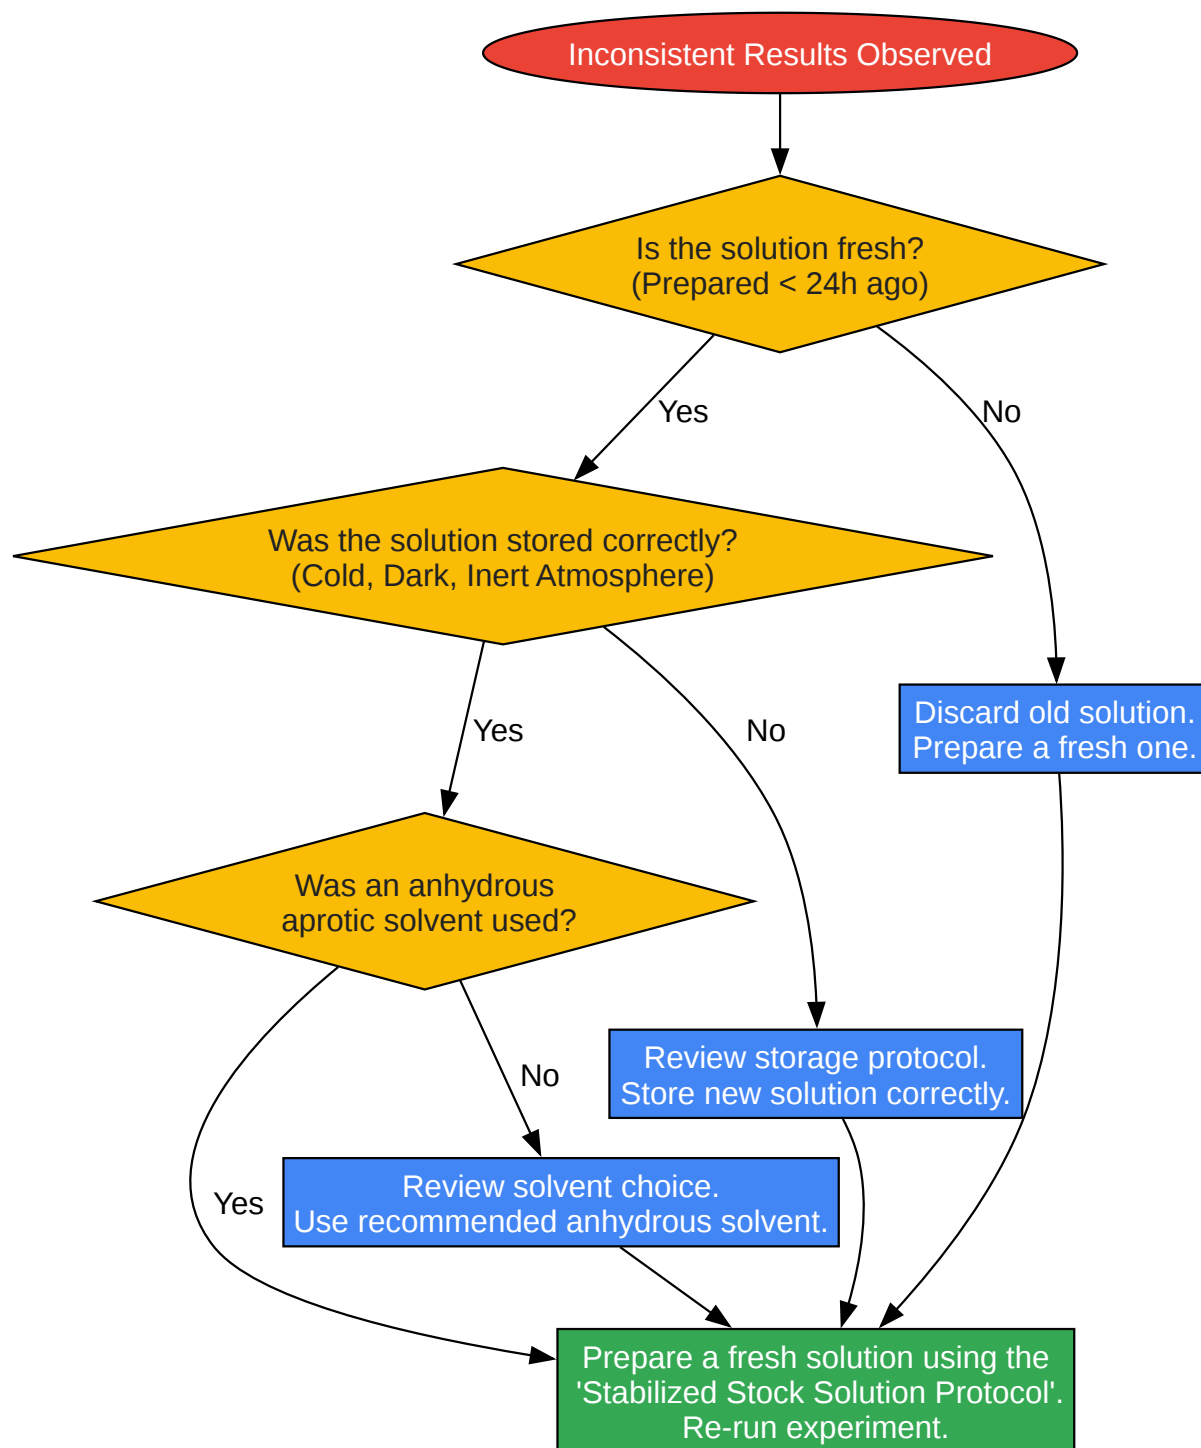 Inconsistent Results Observed
Is the solution fresh?
(Prepared < 24h ago)
Yes
No
Was the solution stored correctly?
(Cold, Dark, Inert Atmosphere)
Discard old solution.
Prepare a fresh one.
Yes
No
Was an anhydrous
aprotic solvent used?
Review storage protocol.
Store new solution correctly.
No
Yes
Review solvent choice.
Use recommended anhydrous solvent.
Prepare a fresh solution using the
'Stabilized Stock Solution Protocol'.
Re-run experiment.